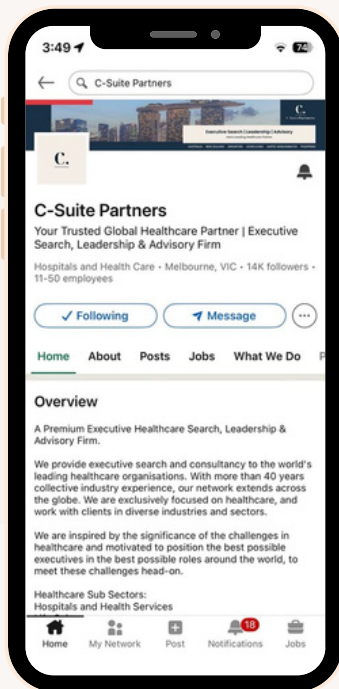 3:49
74
C-Suite Partners
C.
Executive Search | Leadership | Advisory
C.
C-Suite Partners
Your Trusted Global Healthcare Partner | Executive
Search, Leadership & Advisory Firm
Hospitals and Health Care • Melbourne, VIC • 14K followers •
11-50 employees
Following
Message
Home About Posts Jobs What We Do P
Overview
A Premium Executive Healthcare Search, Leadership &
Advisory Firm.
We provide executive search and consultancy to the world's
leading healthcare organisations. With more than 40 years
collective industry experience, our network extends across
the globe. We are exclusively focused on healthcare, and
work with clients in diverse industries and sectors.
We are inspired by the significance of the challenges in
healthcare and motivated to position the best possible
executives in the best possible roles around the world, to
meet these challenges head-on.
Healthcare Sub Sectors:
Hospitals and Health Services
18
Home My Network Post Notifications Jobs